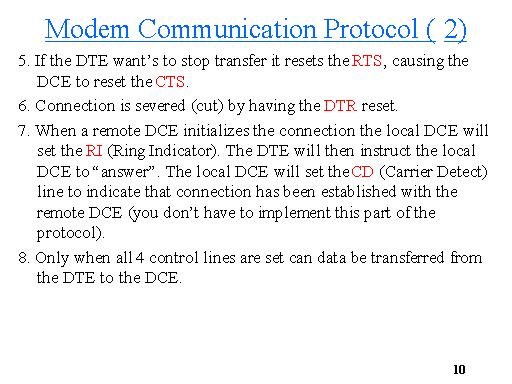 Modem Communication Protocol ( 2)
5. If the DTE want's to stop transfer it resets the RTS, causing the
DCE to reset the CTS.
6. Connection is severed (cut) by having the DTR reset.
7. When a remote DCE initializes the connection the local DCE will
set the RI (Ring Indicator). The DTE will then instruct the local
DCE to “answer”. The local DCE will set the CD (Carrier Detect)
line to indicate that connection has been established with the
remote DCE (you don't have to implement this part of the
protocol).
8. Only when all 4 control lines are set can data be transferred from
the DTE to the DCE.
10